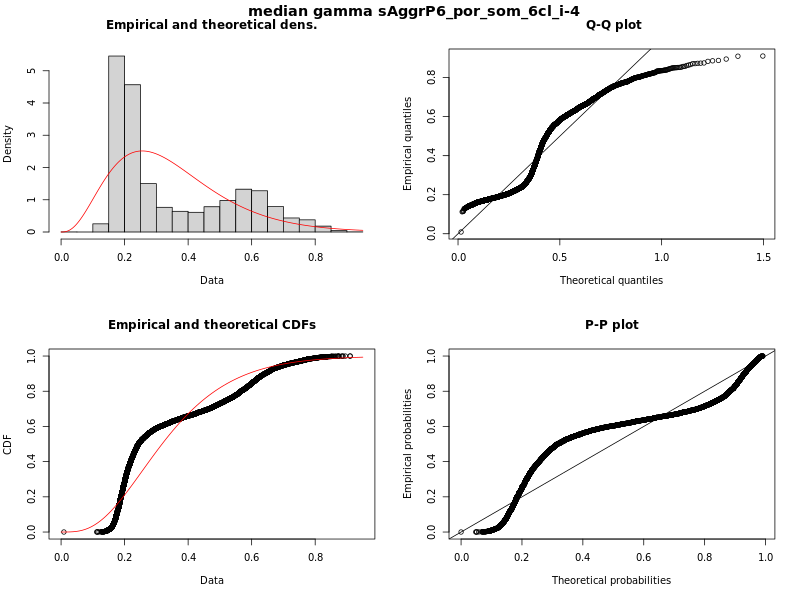 median gamma sAggrP6_por_som_6cl_i-4
Empirical and theoretical dens.
Density
0 1 2 3 4 5
0.0 0.2 0.4 0.6 0.8
Data
Q-Q plot
Empirical quantiles
0.0 0.2 0.4 0.6 0.8
0.0 0.5 1.0 1.5
Theoretical quantiles
Empirical and theoretical CDFs
CDF
0.0 0.2 0.4 0.6 0.8 1.0
0.0 0.2 0.4 0.6 0.8
Data
P-P plot
Empirical probabilities
0.0 0.2 0.4 0.6 0.8 1.0
0.0 0.2 0.4 0.6 0.8 1.0
Theoretical probabilities